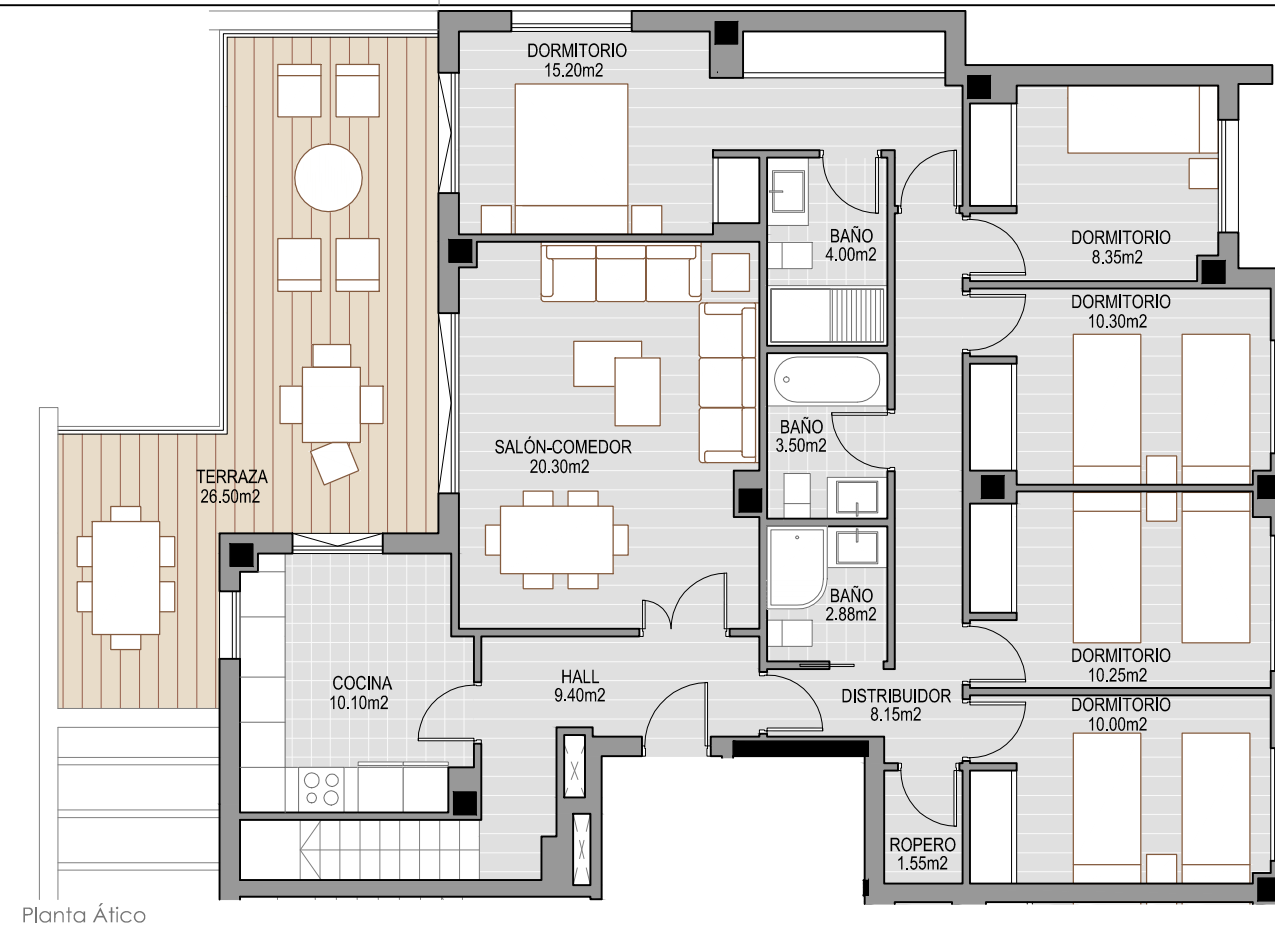 DORMITORIO
15.20m2
BAÑO
4.00m2
DORMITORIO
8.35m2
DORMITORIO
10.30m2
SALÓN-COMEDOR
20.30m2
BAÑO
3.50m2
TERRAZA
26.50m2
BAÑO
2.88m2
DORMITORIO
10.25m2
COCINA
10.10m2
HALL
9.40m2
DISTRIBUIDOR
8.15m2
DORMITORIO
10.00m2
ROPERO
1.55m2
Planta Ático